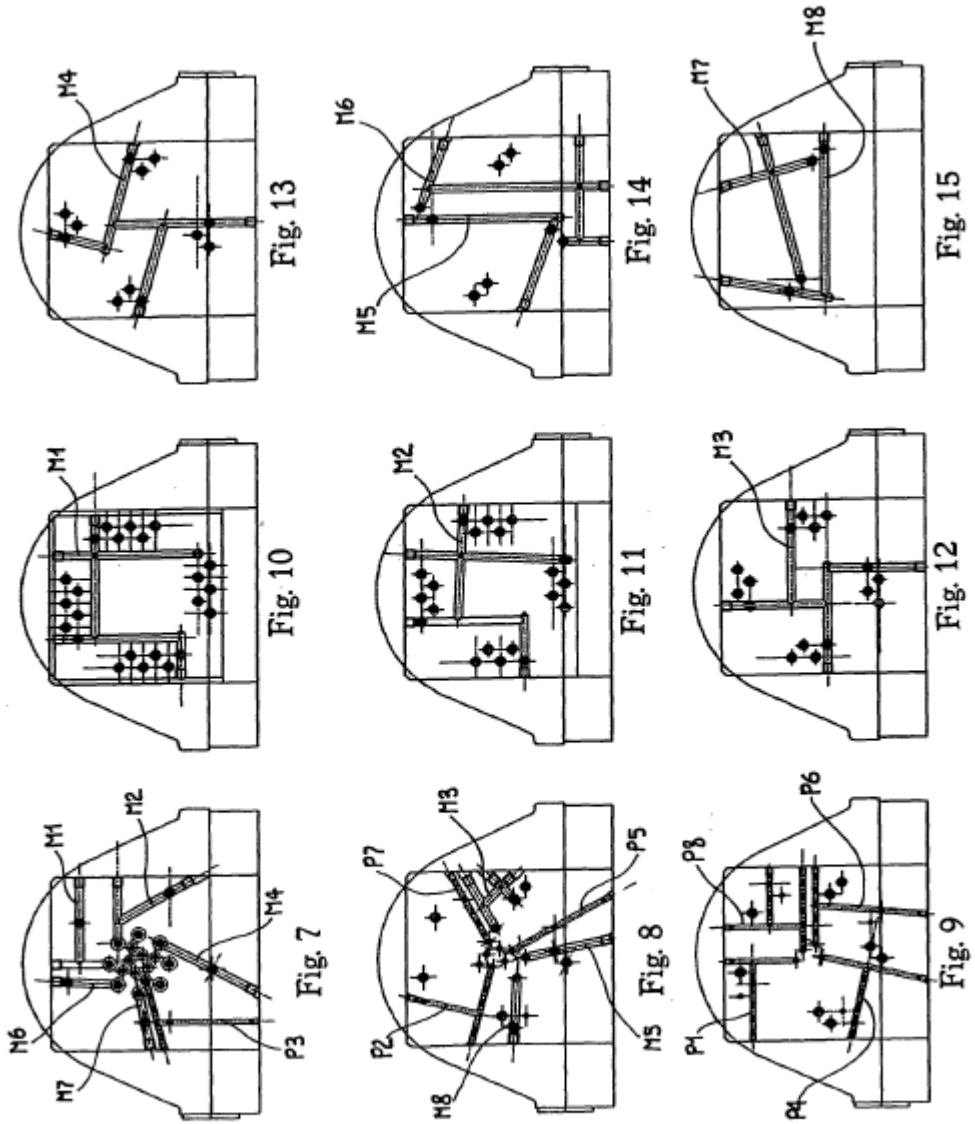 M6
M7
M1
M2
M4
P3
Fig. 7
M1
Fig. 10
M4
Fig. 13
P7
M3
P2
M8
P5
M5
Fig. 8
M2
Fig. 11
M6
M5
Fig. 14
P8
P6
P1
P4
Fig. 9
M3
Fig. 12
M7
M8
Fig. 15